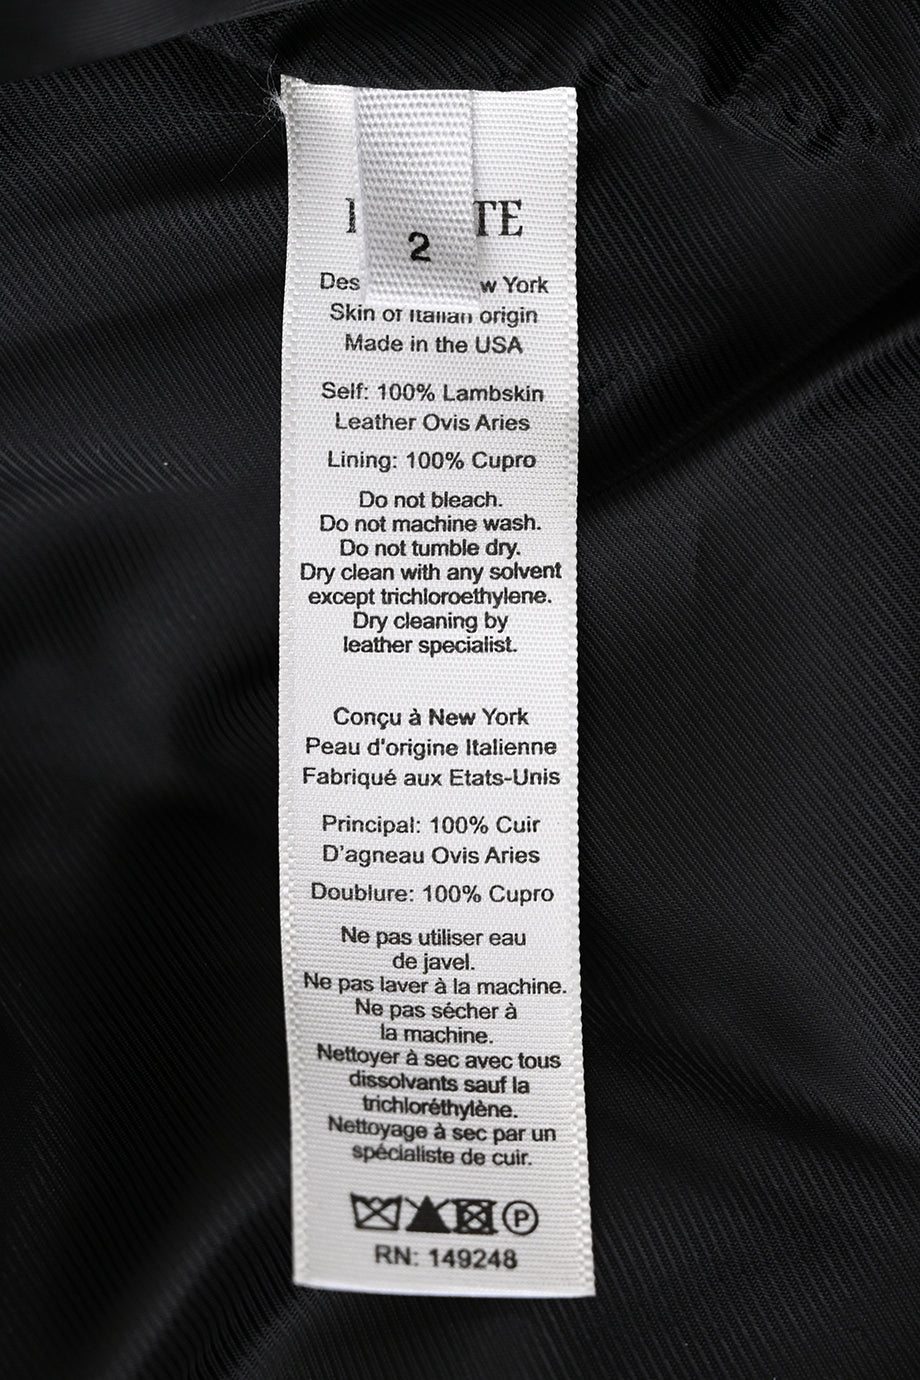 TE
2
Des w York
Skin of Italian origin
Made in the USA
Self: 100% Lambskin
Leather Ovis Aries
Lining: 100% Cupro
Do not bleach.
Do not machine wash.
Do not tumble dry.
Dry clean with any solvent
except trichloroethylene.
Dry cleaning by
leather specialist.
Conçu à New York
Peau d'origine Italienne
Fabriqué aux Etats-Unis
Principal: 100% Cuir
D'agneau Ovis Aries
Doublure: 100% Cupro
Ne pas utiliser eau
de javel.
Ne pas laver à la machine.
Ne pas sécher à
la machine.
Nettoyer à sec avec tous
dissolvants sauf la
trichloréthylène.
Nettoyage à sec par un
spécialiste de cuir.
P
RN: 149248